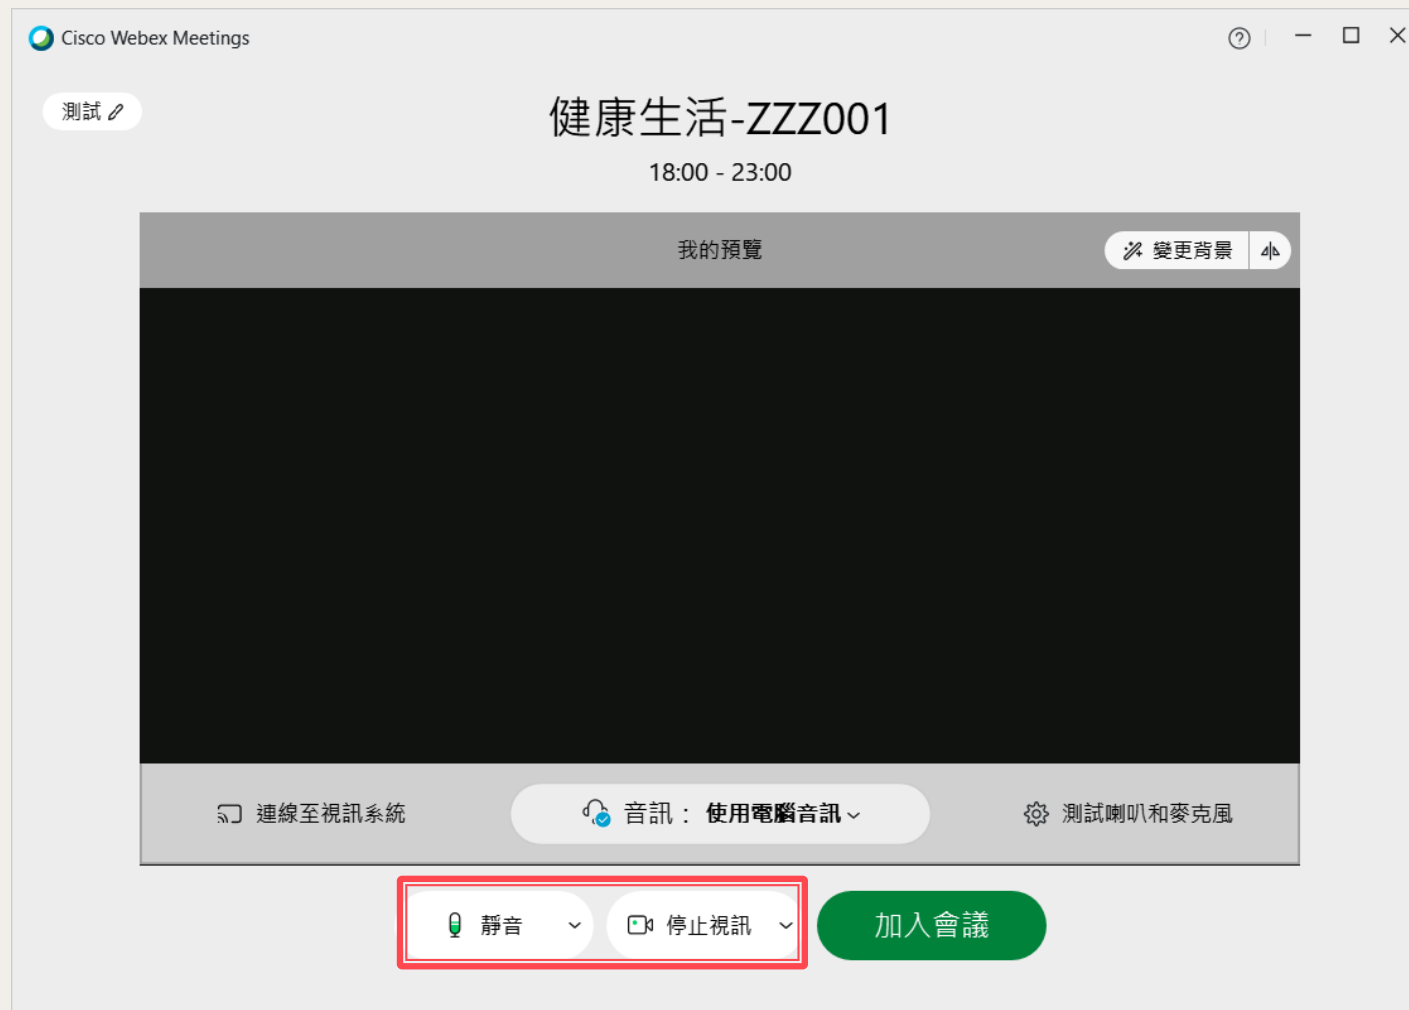 Cisco Webex Meetings
測試
健康生活-ZZZ001
18:00 - 23:00
我的預覽
變更背景
連線至視訊系統
音訊： 使用電腦音訊
測試喇叭和麥克風
靜音
停止視訊
加入會議